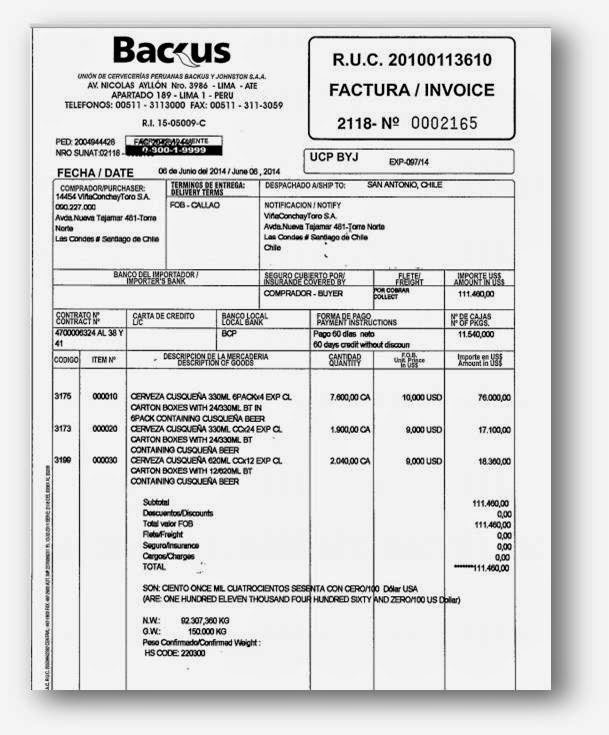 Backus
UNIÓN DE CERVECERÍAS PERUANAS BACKUS Y JOHNSTON S.A.A.
AV. NICOLAS AYLLÓN Nro. 3986 - LIMA - ATE
APARTADO 189 - LIMA 1 - PERU
TELEFONOS: 00511 - 3113000 FAX: 00511 - 311-3059
R.I. 15-05009-C
R.U.C. 20100113610
FACTURA / INVOICE
2118- Nº 0002165
PED: 2004944426
NRO SUNAT:02118 -
0-800-1-9999
UCP BYJ EXP-097/14
FECHA / DATE 06 de Junio del 2014 / June 06 , 2014
COMPRADOR/PURCHASER:
14454 ViñaConchayToro S.A.
090.227.000
Avda.Nueva Tajamar 481-Torre
Norte
Las Condes # Santiago de Chile
TERMINOS DE ENTREGA:
DELIVERY TERMS
FOB - CALLAO
DESPACHADO A/SHIP TO: SAN ANTONIO, CHILE
NOTIFICACION / NOTIFY
ViñaConchayToro S.A.
Avda.Nueva Tajamar 481-Torre Norte
Las Condes # Santiago de Chile
Chile
BANCO DEL IMPORTADOR /
IMPORTER'S BANK
SEGURO CUBIERTO POR/
INSURANDE COVERED BY
COMPRADOR - BUYER
FLETE/
FREIGHT
POR COBRAR
COLLECT
IMPORTE US$
AMOUNT IN US$
111.460,00
CONTRATO Nº
CONTRACT Nº
4700006324 AL 38 Y
41
CARTA DE CREDITO
L/C
BANCO LOCAL
LOCAL BANK
BCP
FORMA DE PAGO
PAYMENT INSTRUCTIONS
Pago 60 dias neto
60 days credit without discoun
Nº DE CAJAS
Nº OF PKGS.
11.540,000
CODIGO
ITEM Nº
DESCRIPCION DE LA MERCADERIA
DESCRIPTION OF GOODS
CANTIDAD
QUANTITY
F.O.B.
Unit. Prince
in US$
Importe en US$
Amount in US$
3175 000010 CERVEZA CUSQUEÑA 330ML 6PACKx4 EXP CL 7.600,00 CA 10,000 USD 76.000,00
CARTON BOXES WITH 24/330ML BT IN
6PACK CONTAINING CUSQUEÑA BEER
3173 000020 CERVEZA CUSQUEÑA 330ML CCx24 EXP CL 1.900,00 CA 9,000 USD 17.100,00
CARTON BOXES WITH 24/330ML BT
CONTAINING CUSQUEÑA BEER
3199 000030 CERVEZA CUSQUEÑA 620ML CCx12 EXP CL 2.040,00 CA 9,000 USD 18.360,00
CARTON BOXES WITH 12/620ML BT
CONTAINING CUSQUEÑA BEER
Subtotal 111.460,00
Descuentos/Discounts 0,00
Total valor FOB 111.460,00
Flete/Freight 0,00
Seguro/Insurance 0,00
Cargos/Charges 0,00
TOTAL *******111.460,00
SON: CIENTO ONCE MIL CUATROCIENTOS SESENTA CON CERO/100 Dólar USA
(ARE: ONE HUNDRED ELEVEN THOUSAND FOUR HUNDRED SIXTY AND ZERO/100 US Dollar)
N.W.: 92.307,360 KG
G.W.: 150.000 KG
Peso Confirmado/Confirmed Weight :
HS CODE: 220300